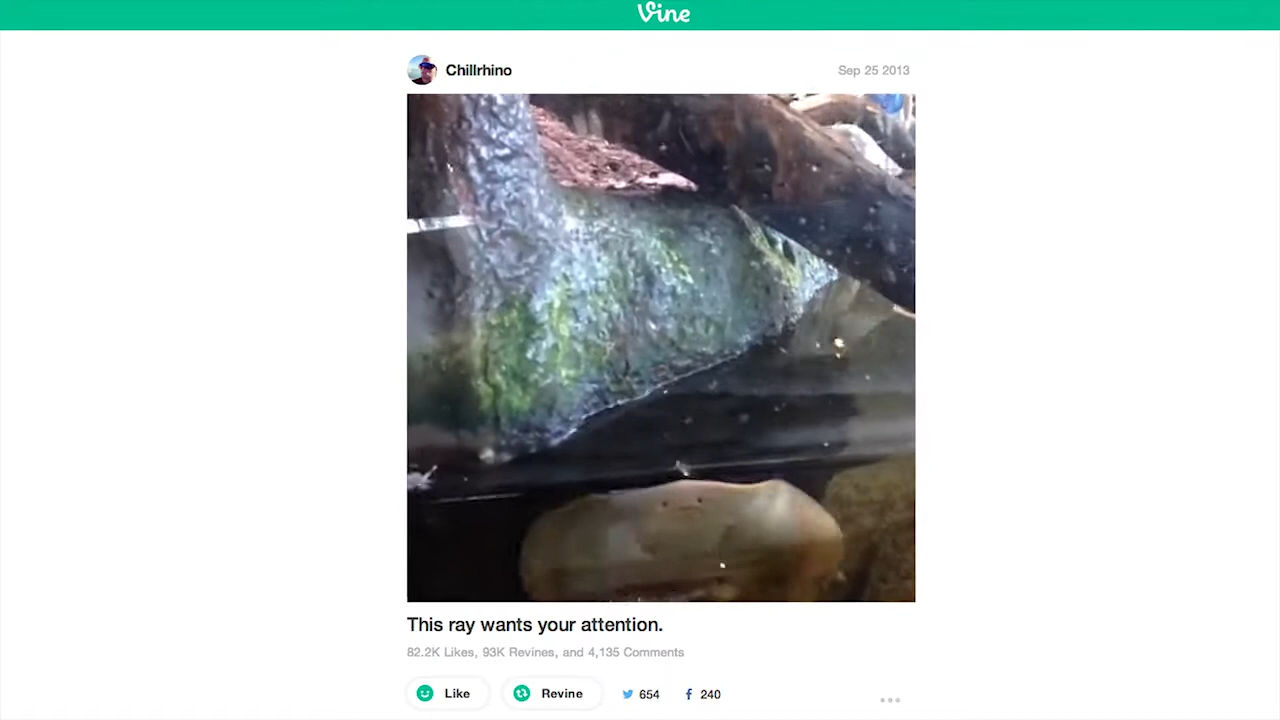 Vine
Chillrhino
Sep 25 2013
This ray wants your attention.
82.2K Likes, 93K Revines, and 4,135 Comments
Like Revine 654 240